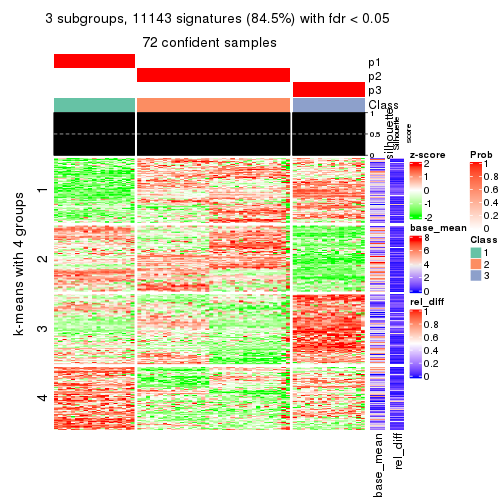 3 subgroups, 11143 signatures (84.5%) with fdr < 0.05
72 confident samples
p1
p2
p3
Class
1
0.5
0
silhouette
Silhouette
score
k-means with 4 groups
1
2
3
4
base_mean
rel_diff
z-score
2
1
0
-1
-2
base_mean
8
6
4
2
0
rel_diff
1
0.8
0.6
0.4
0.2
0
Prob
1
0.8
0.6
0.4
0.2
0
Class
1
2
3